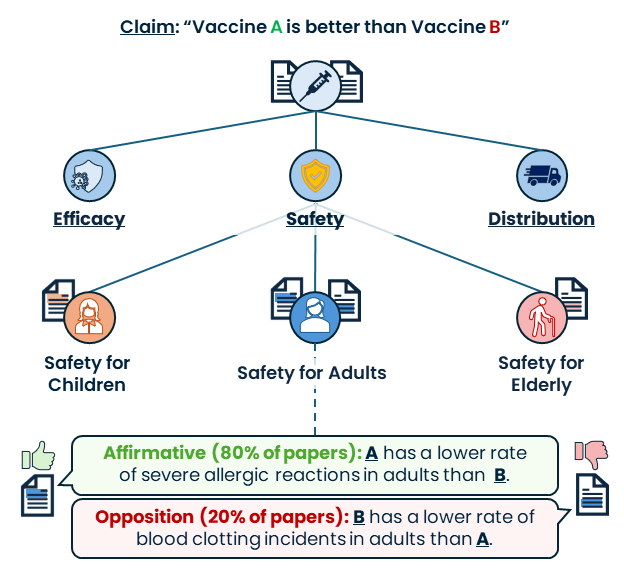 Claim: “Vaccine A is better than Vaccine B”
Efficacy
Safety
Distribution
Safety for
Children
Safety for Adults
Safety for
Elderly
Affirmative (80% of papers): A has a lower rate
of severe allergic reactions in adults than B.
Opposition (20% of papers): B has a lower rate of
blood clotting incidents in adults than A.